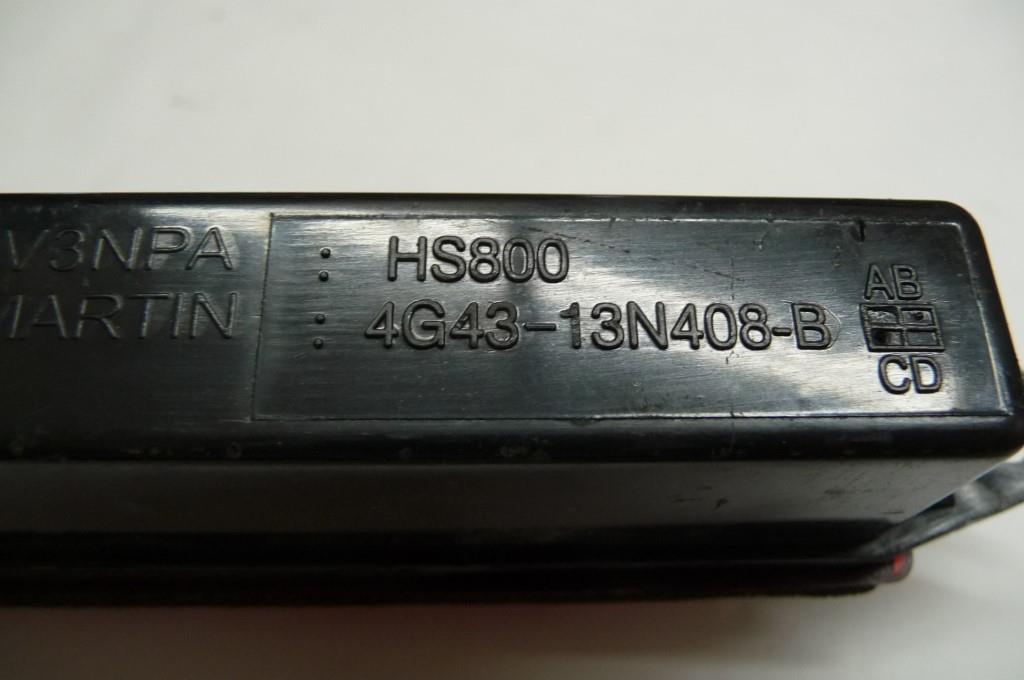 V3NPA : HS800
MARTIN : 4G43-13N408-B
AB
CD